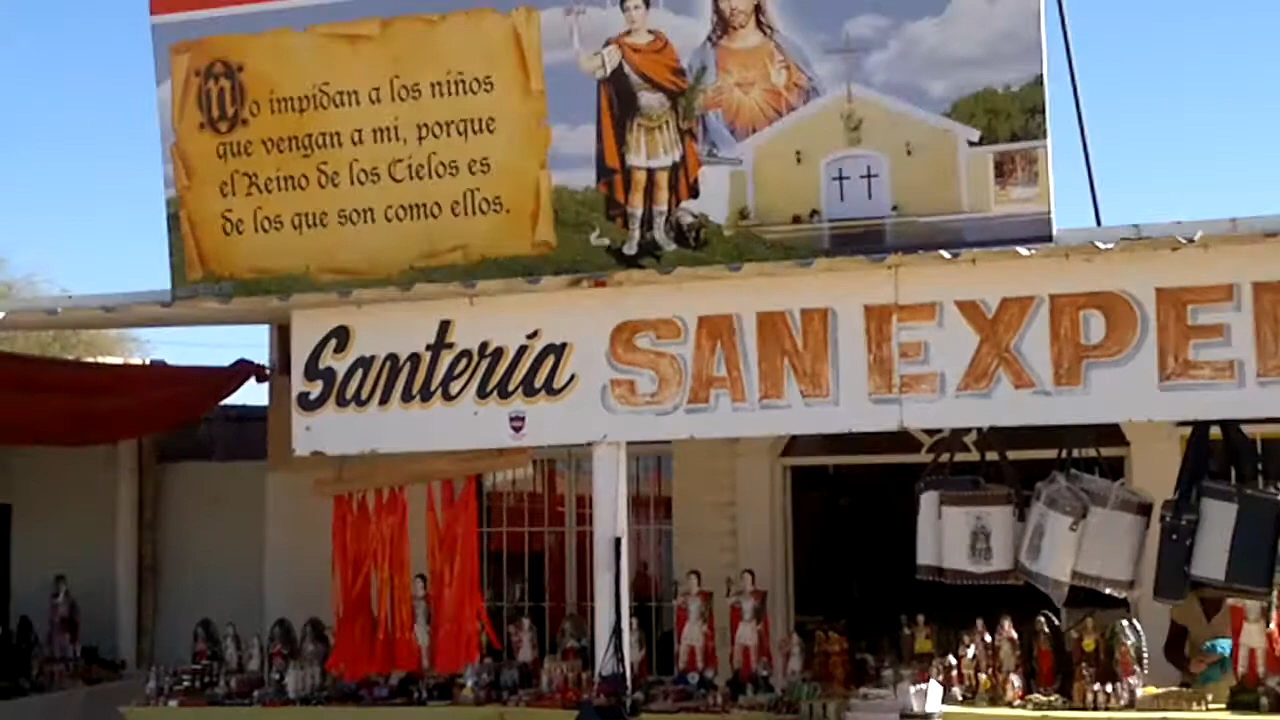 No impidan a los niños
que vengan a mi, porque
el Reino de los Cielos es
de los que son como ellos.
Santería SAN EXPE